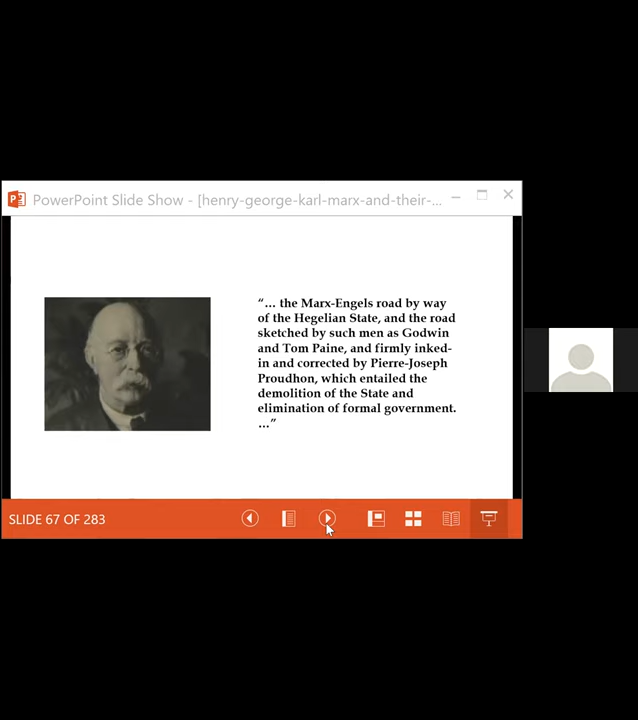 PowerPoint Slide Show - [henry-george-karl-marx-and-their-...
“... the Marx-Engels road by way
of the Hegelian State, and the road
sketched by such men as Godwin
and Tom Paine, and firmly inked-
in and corrected by Pierre-Joseph
Proudhon, which entailed the
demolition of the State and
elimination of formal government.
...”
SLIDE 67 OF 283